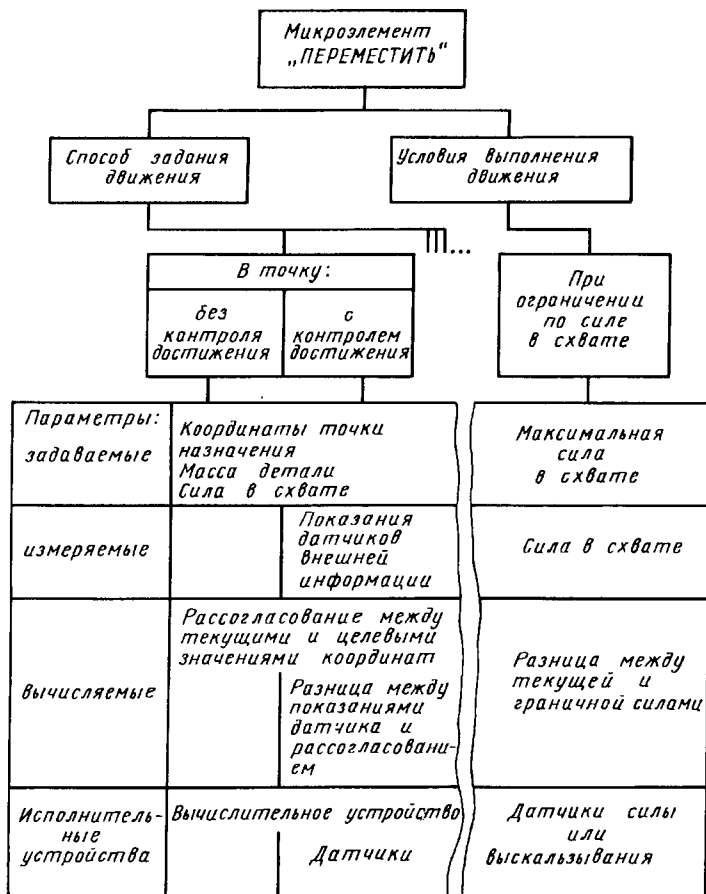 Микроэлемент
„ПЕРЕМЕСТИТЬ“
Способ задания
движения
Условия выполнения
движения
...
В точку:
без
контроля
достижения
с
контролем
достижения
При
ограничении
по силе
в схвате
Параметры:
задаваемые
Координаты точки
назначения
Масса детали
Сила в схвате
Максимальная
сила
в схвате
измеряемые
Показания
датчиков
внешней
информации
Сила в схвате
вычисляемые
Рассогласование между
текущими и целевыми
значениями координат
Разница между
показаниями
датчика и
рассогласовани-
ем
Разница между
текущей и
граничной силами
Исполнитель-
ные
устройства
Вычислительное устройство
Датчики
Датчики силы
или
выскальзывания